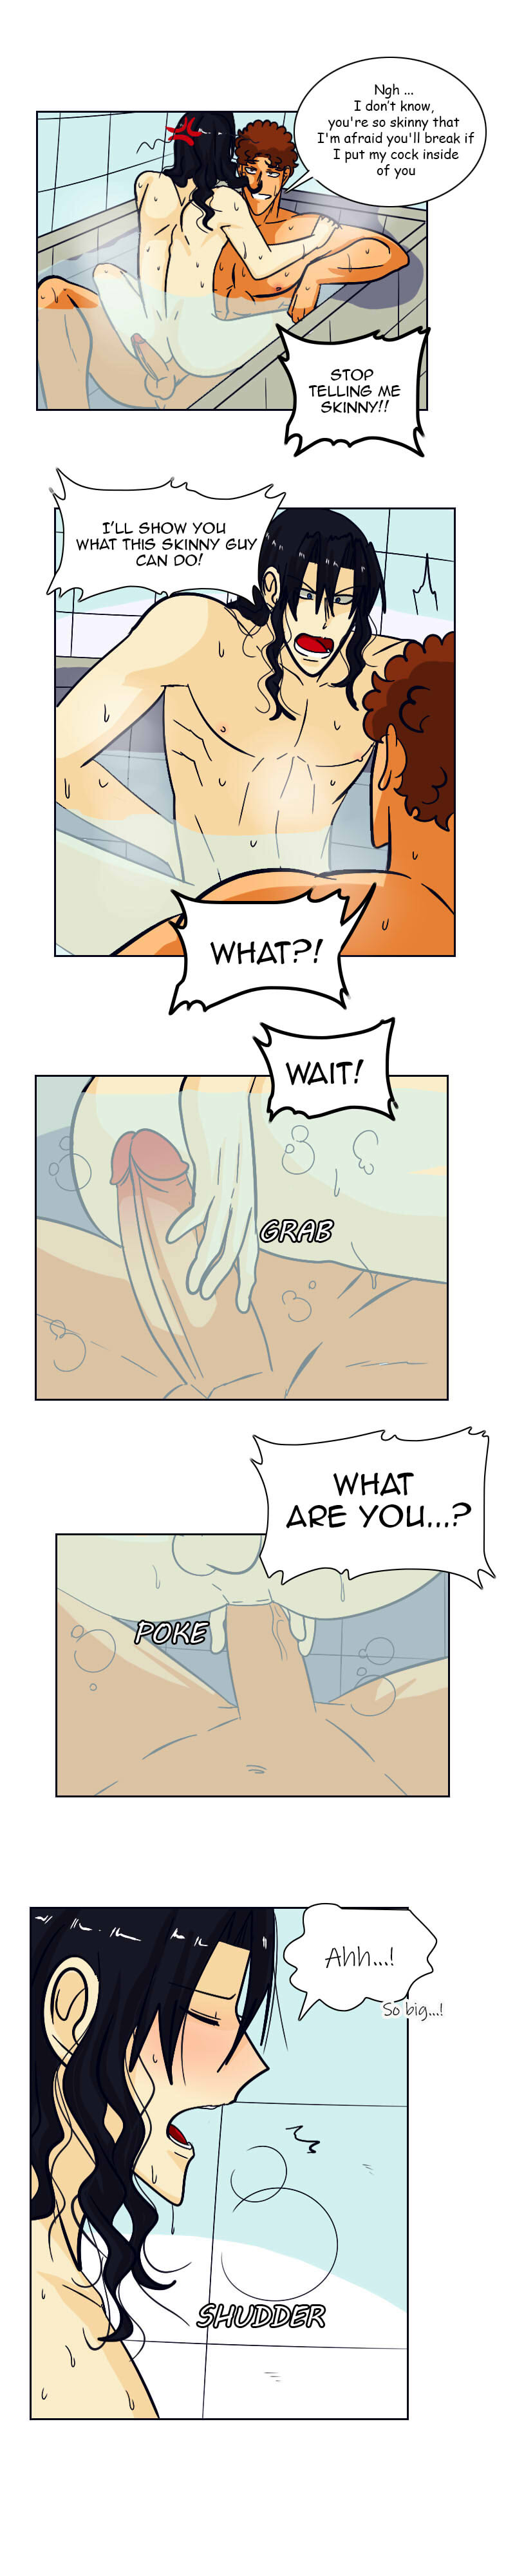 Ngh ...
I don't know,
you're so skinny that
I'm afraid you'll break if
I put my cock inside
of you
STOP
TELLING ME
SKINNY!!
I'LL SHOW YOU
WHAT THIS SKINNY GUY
CAN DO!
WHAT?!
WAIT!
GRAB
WHAT
ARE YOU...?
POKE
Ahh...!
So big...!
SHUDDER